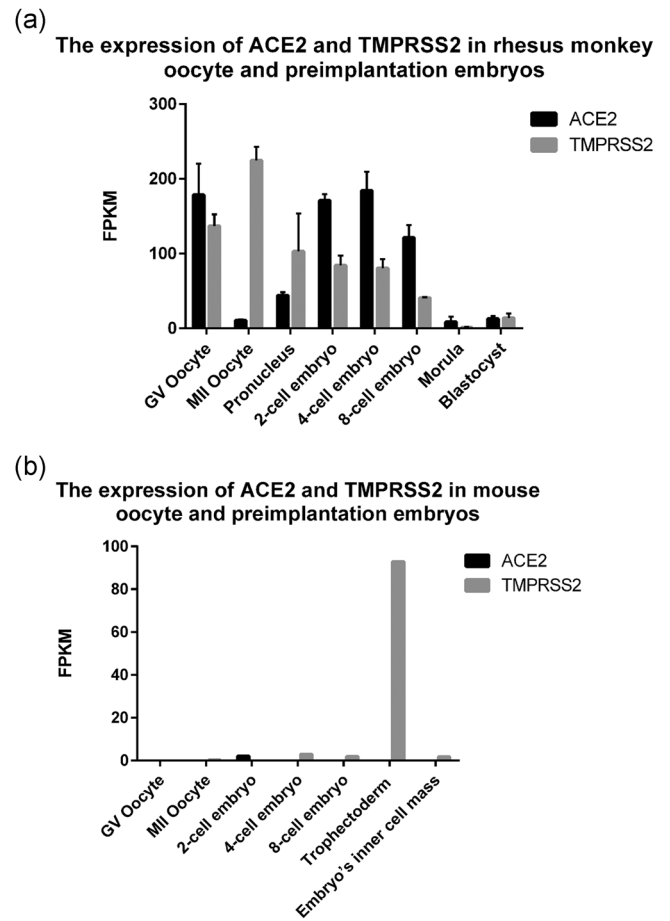 (a)
The expression of ACE2 and TMPRSS2 in rhesus monkey
oocyte and preimplantation embryos
300
200
100
0
FPKM
ACE2
TMPRSS2
GV Oocyte
MII Oocyte
Pronucleus
2-cell embryo
4-cell embryo
8-cell embryo
Morula
Blastocyst
(b)
The expression of ACE2 and TMPRSS2 in mouse
oocyte and preimplantation embryos
100
80
60
40
20
0
FPKM
ACE2
TMPRSS2
GV Oocyte
MII Oocyte
2-cell embryo
4-cell embryo
8-cell embryo
Trophectoderm
Embryo's inner cell mass